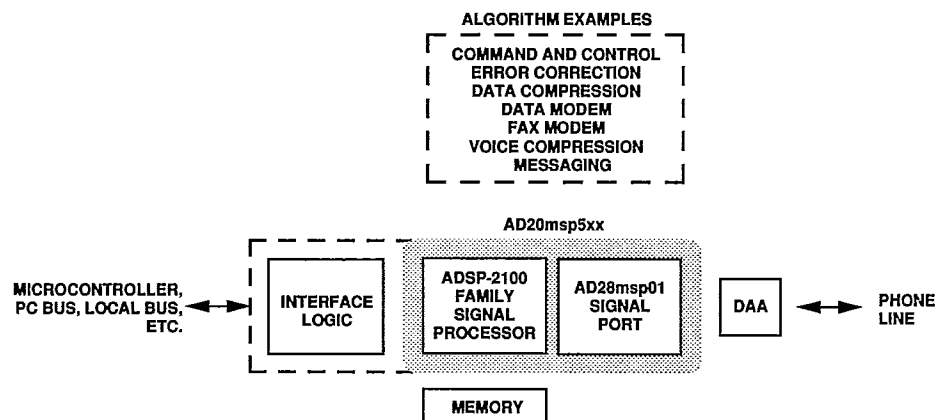 ALGORITHM EXAMPLES
COMMAND AND CONTROL
ERROR CORRECTION
DATA COMPRESSION
DATA MODEM
FAX MODEM
VOICE COMPRESSION
MESSAGING
AD20msp5xx
MICROCONTROLLER,
PC BUS, LOCAL BUS,
ETC.
INTERFACE
LOGIC
ADSP-2100
FAMILY
SIGNAL
PROCESSOR
AD28msp01
SIGNAL
PORT
DAA
PHONE
LINE
MEMORY